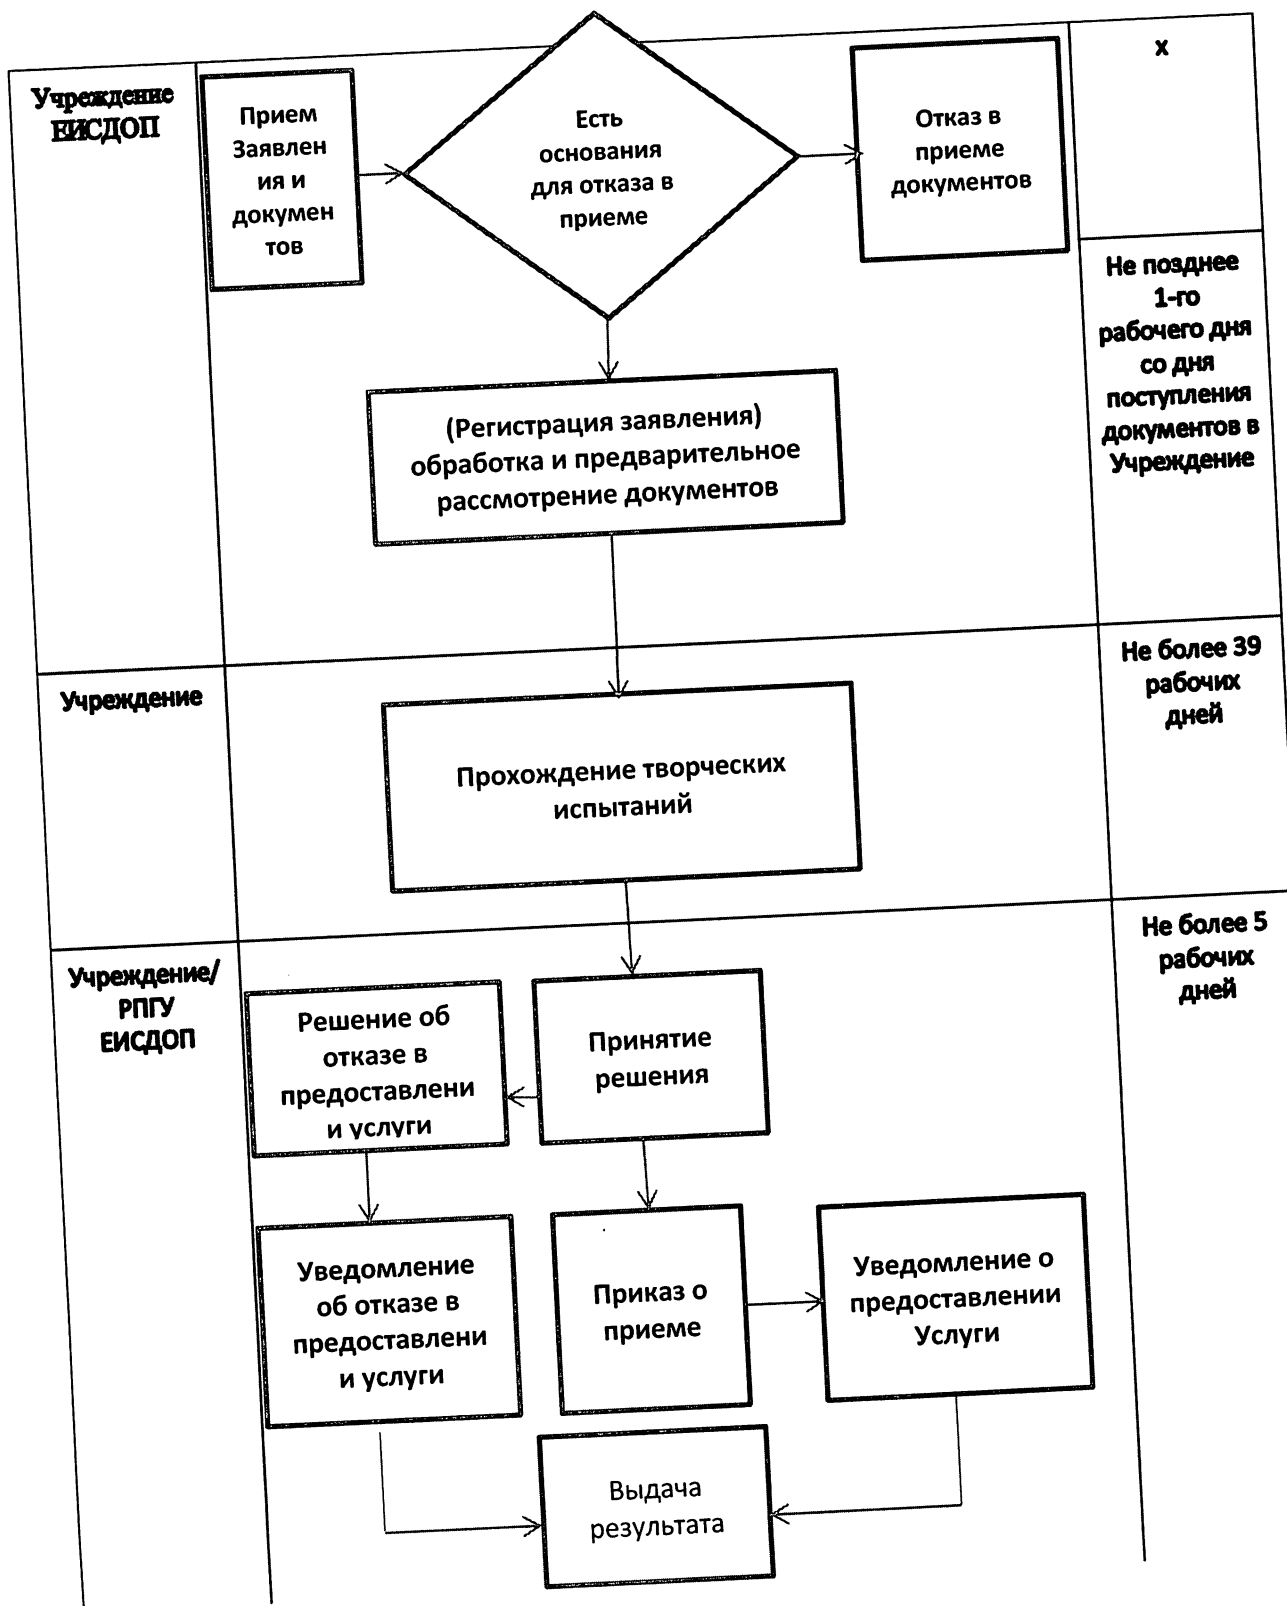 Учреждение
ЕИСДОП
Прием
Заявлен
ия и
докумен
тов
Есть
основания
для отказа в
приеме
Отказ в
приеме
документов
х
Не позднее
1-го
рабочего дня
со дня
поступления
документов в
Учреждение
(Регистрация заявления)
обработка и предварительное
рассмотрение документов
Учреждение
Прохождение творческих
испытаний
Не более 39
рабочих
дней
Учреждение/
РПГУ
ЕИСДОП
Решение об
отказе в
предоставлени
и услуги
Принятие
решения
Не более 5
рабочих
дней
Уведомление
об отказе в
предоставлени
и услуги
Приказ о
приеме
Уведомление о
предоставлении
Услуги
Выдача
результата